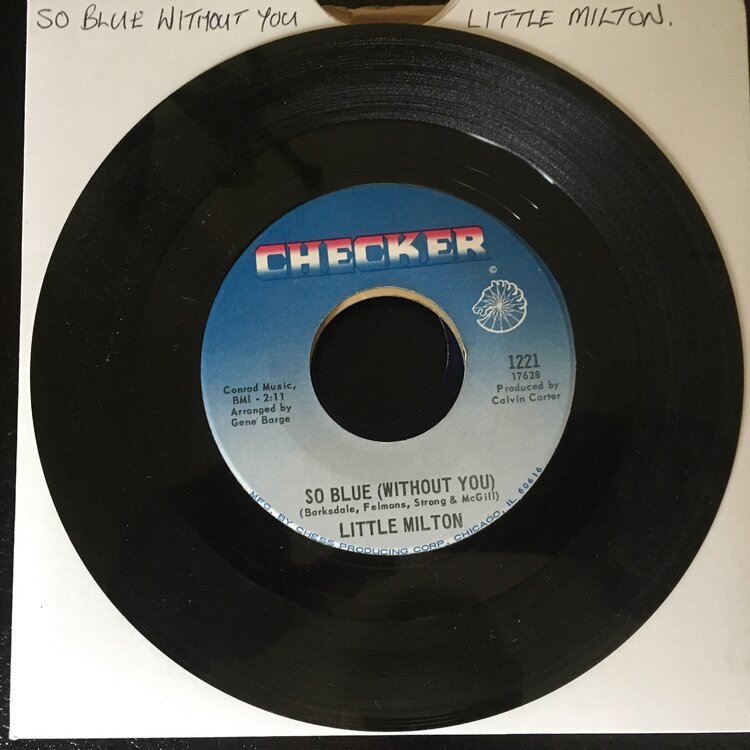 SO BLUE WITHOUT YOU LITTLE MILTON.
CHECKER
©
1221
17628
Produced by
Calvin Carter
Conrad Music,
BMI - 2:11
Arranged by
Gene Barge
SO BLUE (WITHOUT YOU)
(Barksdale, Felmons, Strong & McGill)
LITTLE MILTON
MFG. BY CHESS PRODUCING CORP., CHICAGO, IL 60616